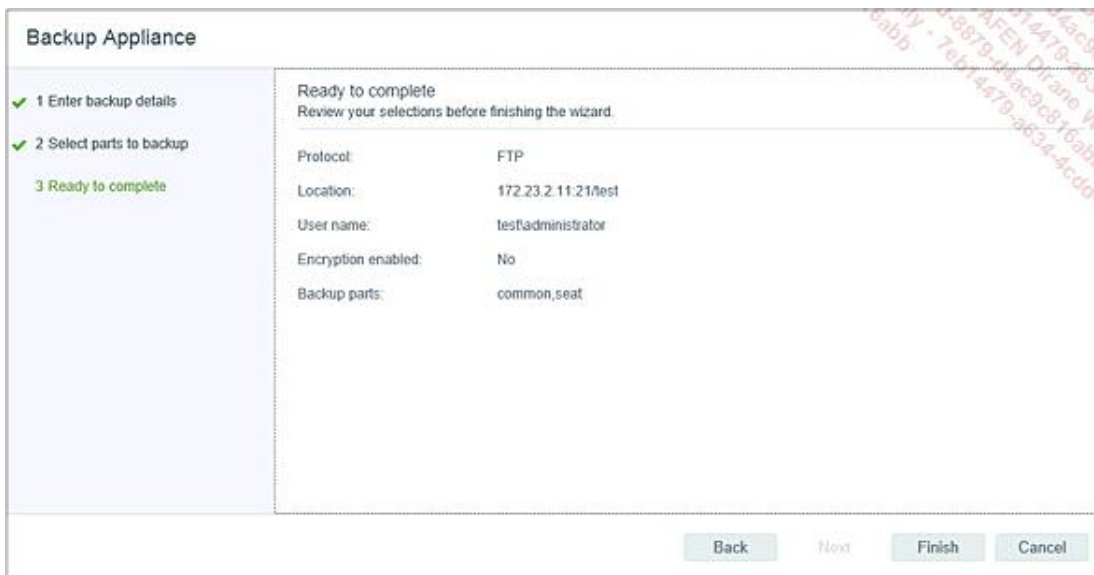 Backup Appliance
1 Enter backup details
2 Select parts to backup
3 Ready to complete
Ready to complete
Review your selections before finishing the wizard.
Protocol: FTP
Location: 172.23.2.11:21/test
User name: test\administrator
Encryption enabled: No
Backup parts: common,seat
Back Next Finish Cancel